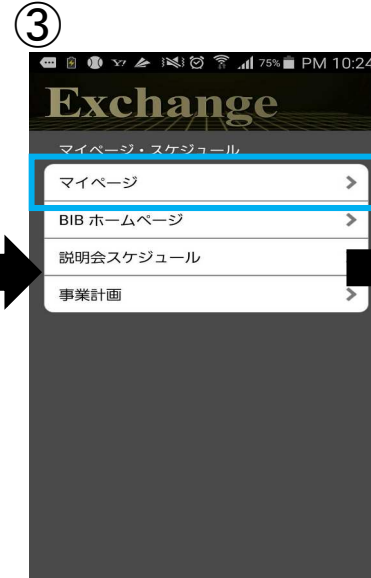 ③
75% PM 10:24
Exchange
マイページ・スケジュール
マイページ
BIB ホームページ
説明会スケジュール
事業計画